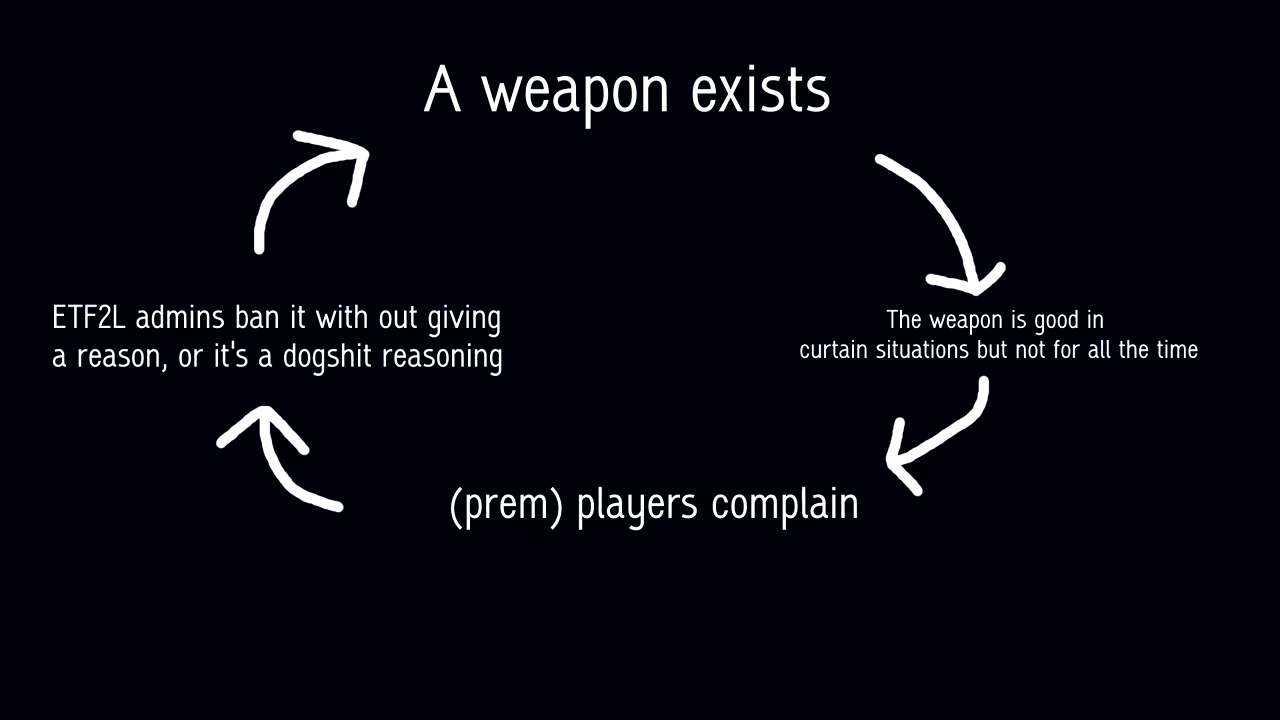 A weapon exists
The weapon is good in
curtain situations but not for all the time
(prem) players complain
ETF2L admins ban it with out giving
a reason, or it's a dogshit reasoning